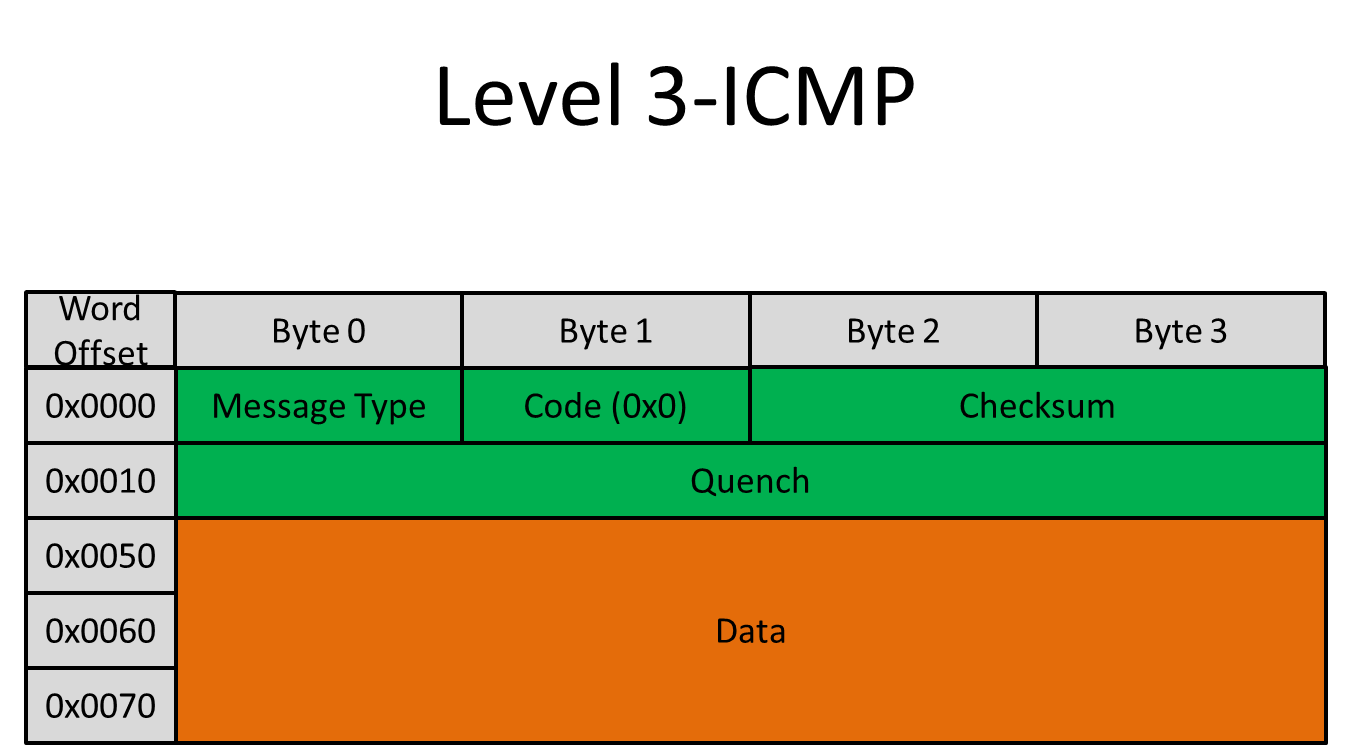 Level 3-ICMP
Word
Offset
Byte 0
Byte 1
Byte 2
Byte 3
0x0000
Message Type
Code (0x0)
Checksum
0x0010
Quench
0x0050
0x0060
Data
0x0070